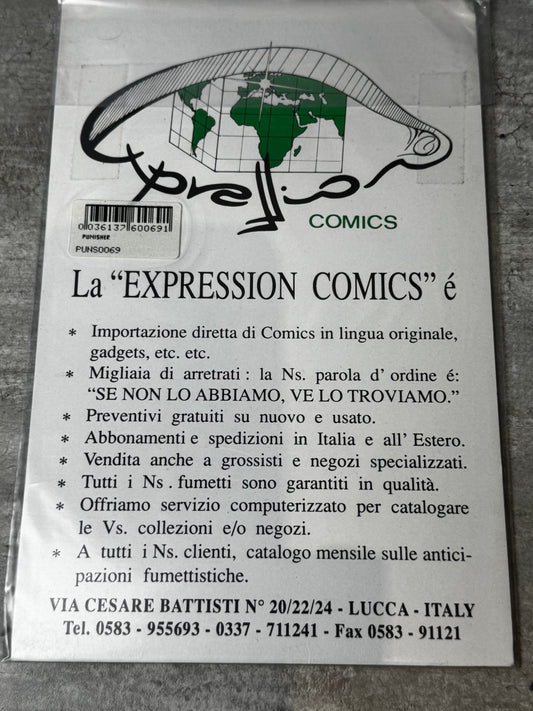 Expression
COMICS
0 036137 600691
PUNISHER
PUNS0069
La “EXPRESSION COMICS” é
* Importazione diretta di Comics in lingua originale,
gadgets, etc. etc.
* Migliaia di arretrati : la Ns. parola d’ ordine é:
“SE NON LO ABBIAMO, VE LO TROVIAMO.”
* Preventivi gratuiti su nuovo e usato.
* Abbonamenti e spedizioni in Italia e all’ Estero.
* Vendita anche a grossisti e negozi specializzati.
* Tutti i Ns . fumetti sono garantiti in qualità.
* Offriamo servizio computerizzato per catalogare
le Vs. collezioni e/o negozi.
* A tutti i Ns. clienti, catalogo mensile sulle antici-
pazioni fumettistiche.
VIA CESARE BATTISTI N° 20/22/24 - LUCCA - ITALY
Tel. 0583 - 955693 - 0337 - 711241 - Fax 0583 - 91121